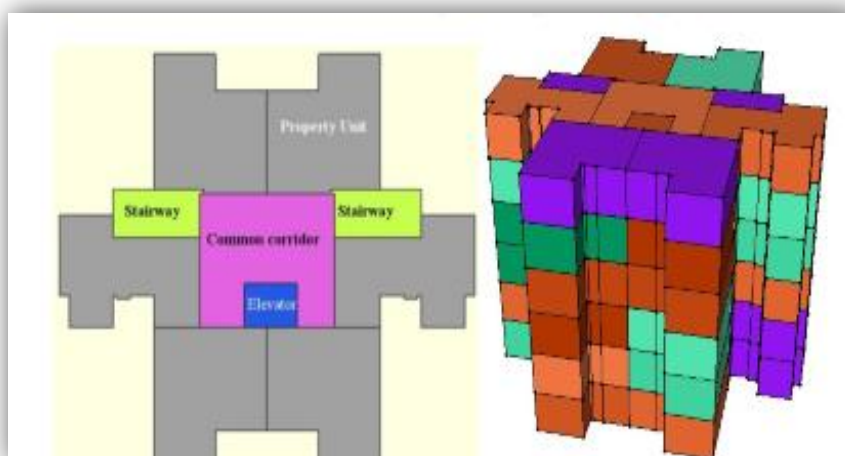 Property Unit
Stairway
Stairway
Common corridor
Elevator